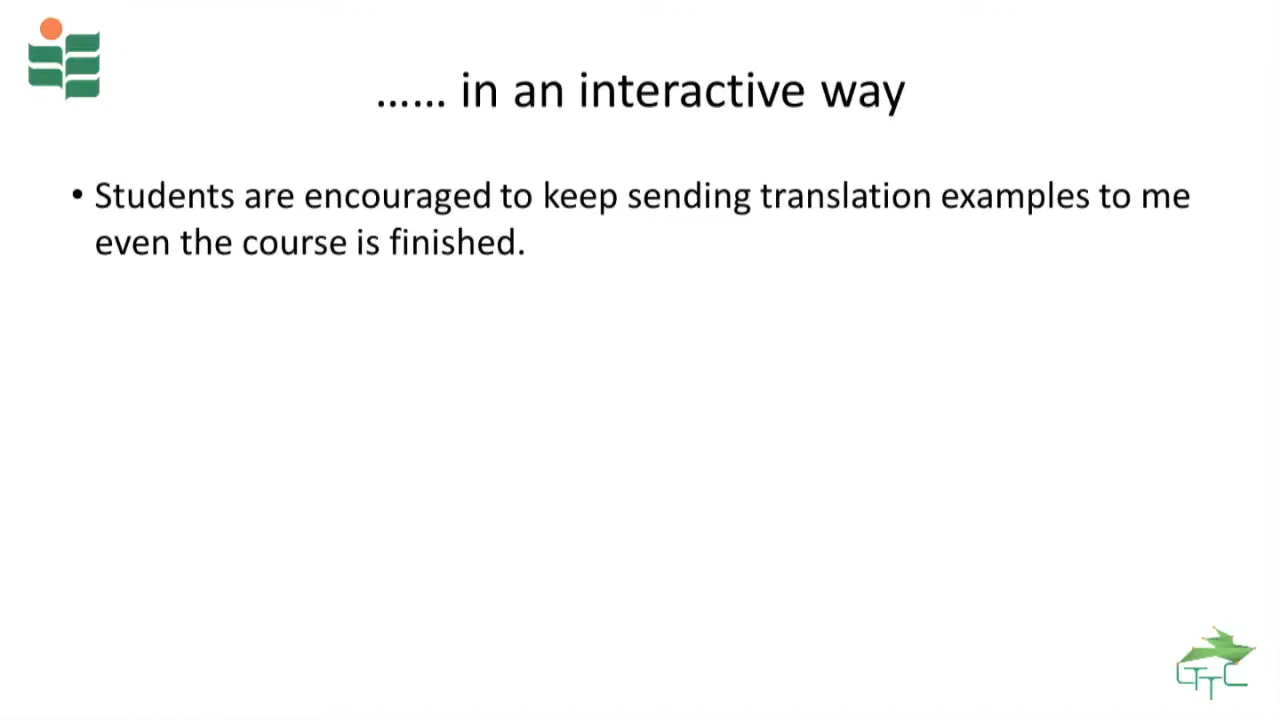 …… in an interactive way
• Students are encouraged to keep sending translation examples to me
even the course is finished.
CTTC